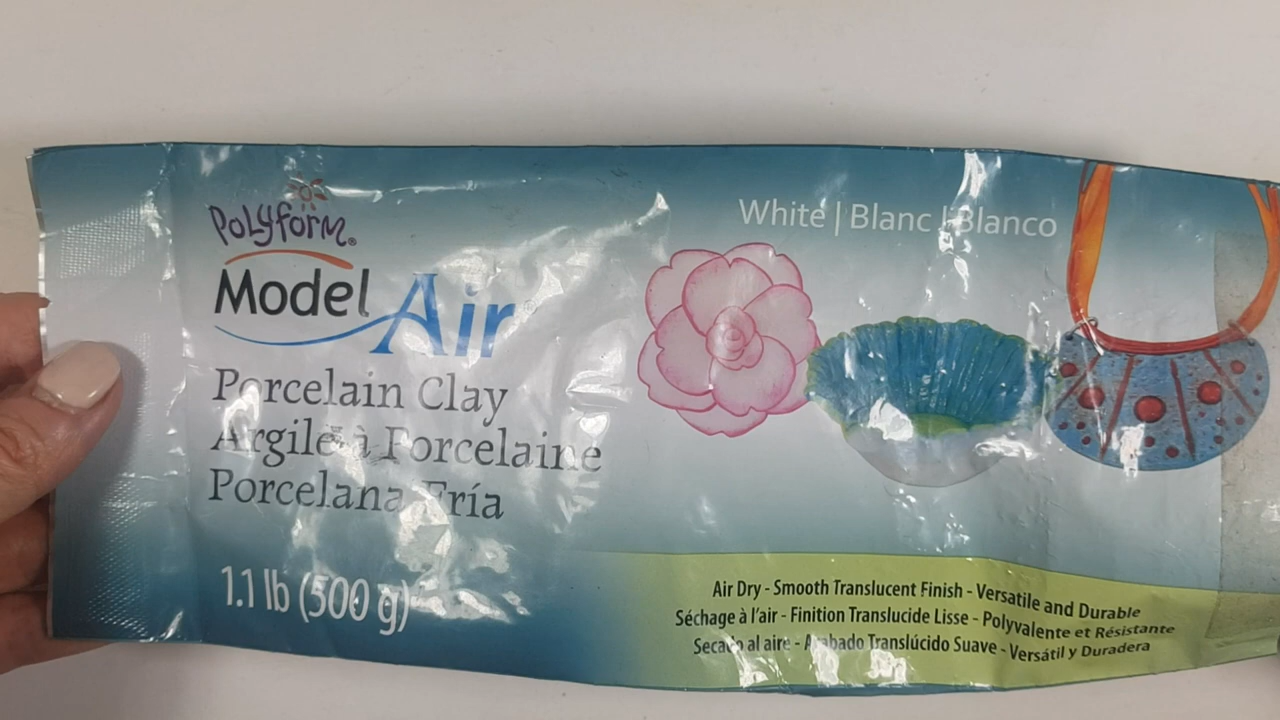 Polyform®
Model Air
Porcelain Clay
Argile à Porcelaine
Porcelana Fría
1.1 lb (500 g)
White | Blanc | Blanco
Air Dry - Smooth Translucent Finish - Versatile and Durable
Séchage à l'air - Finition Translucide Lisse - Polyvalente et Résistante
Secado al aire - Acabado Translúcido Suave - Versátil y Duradera